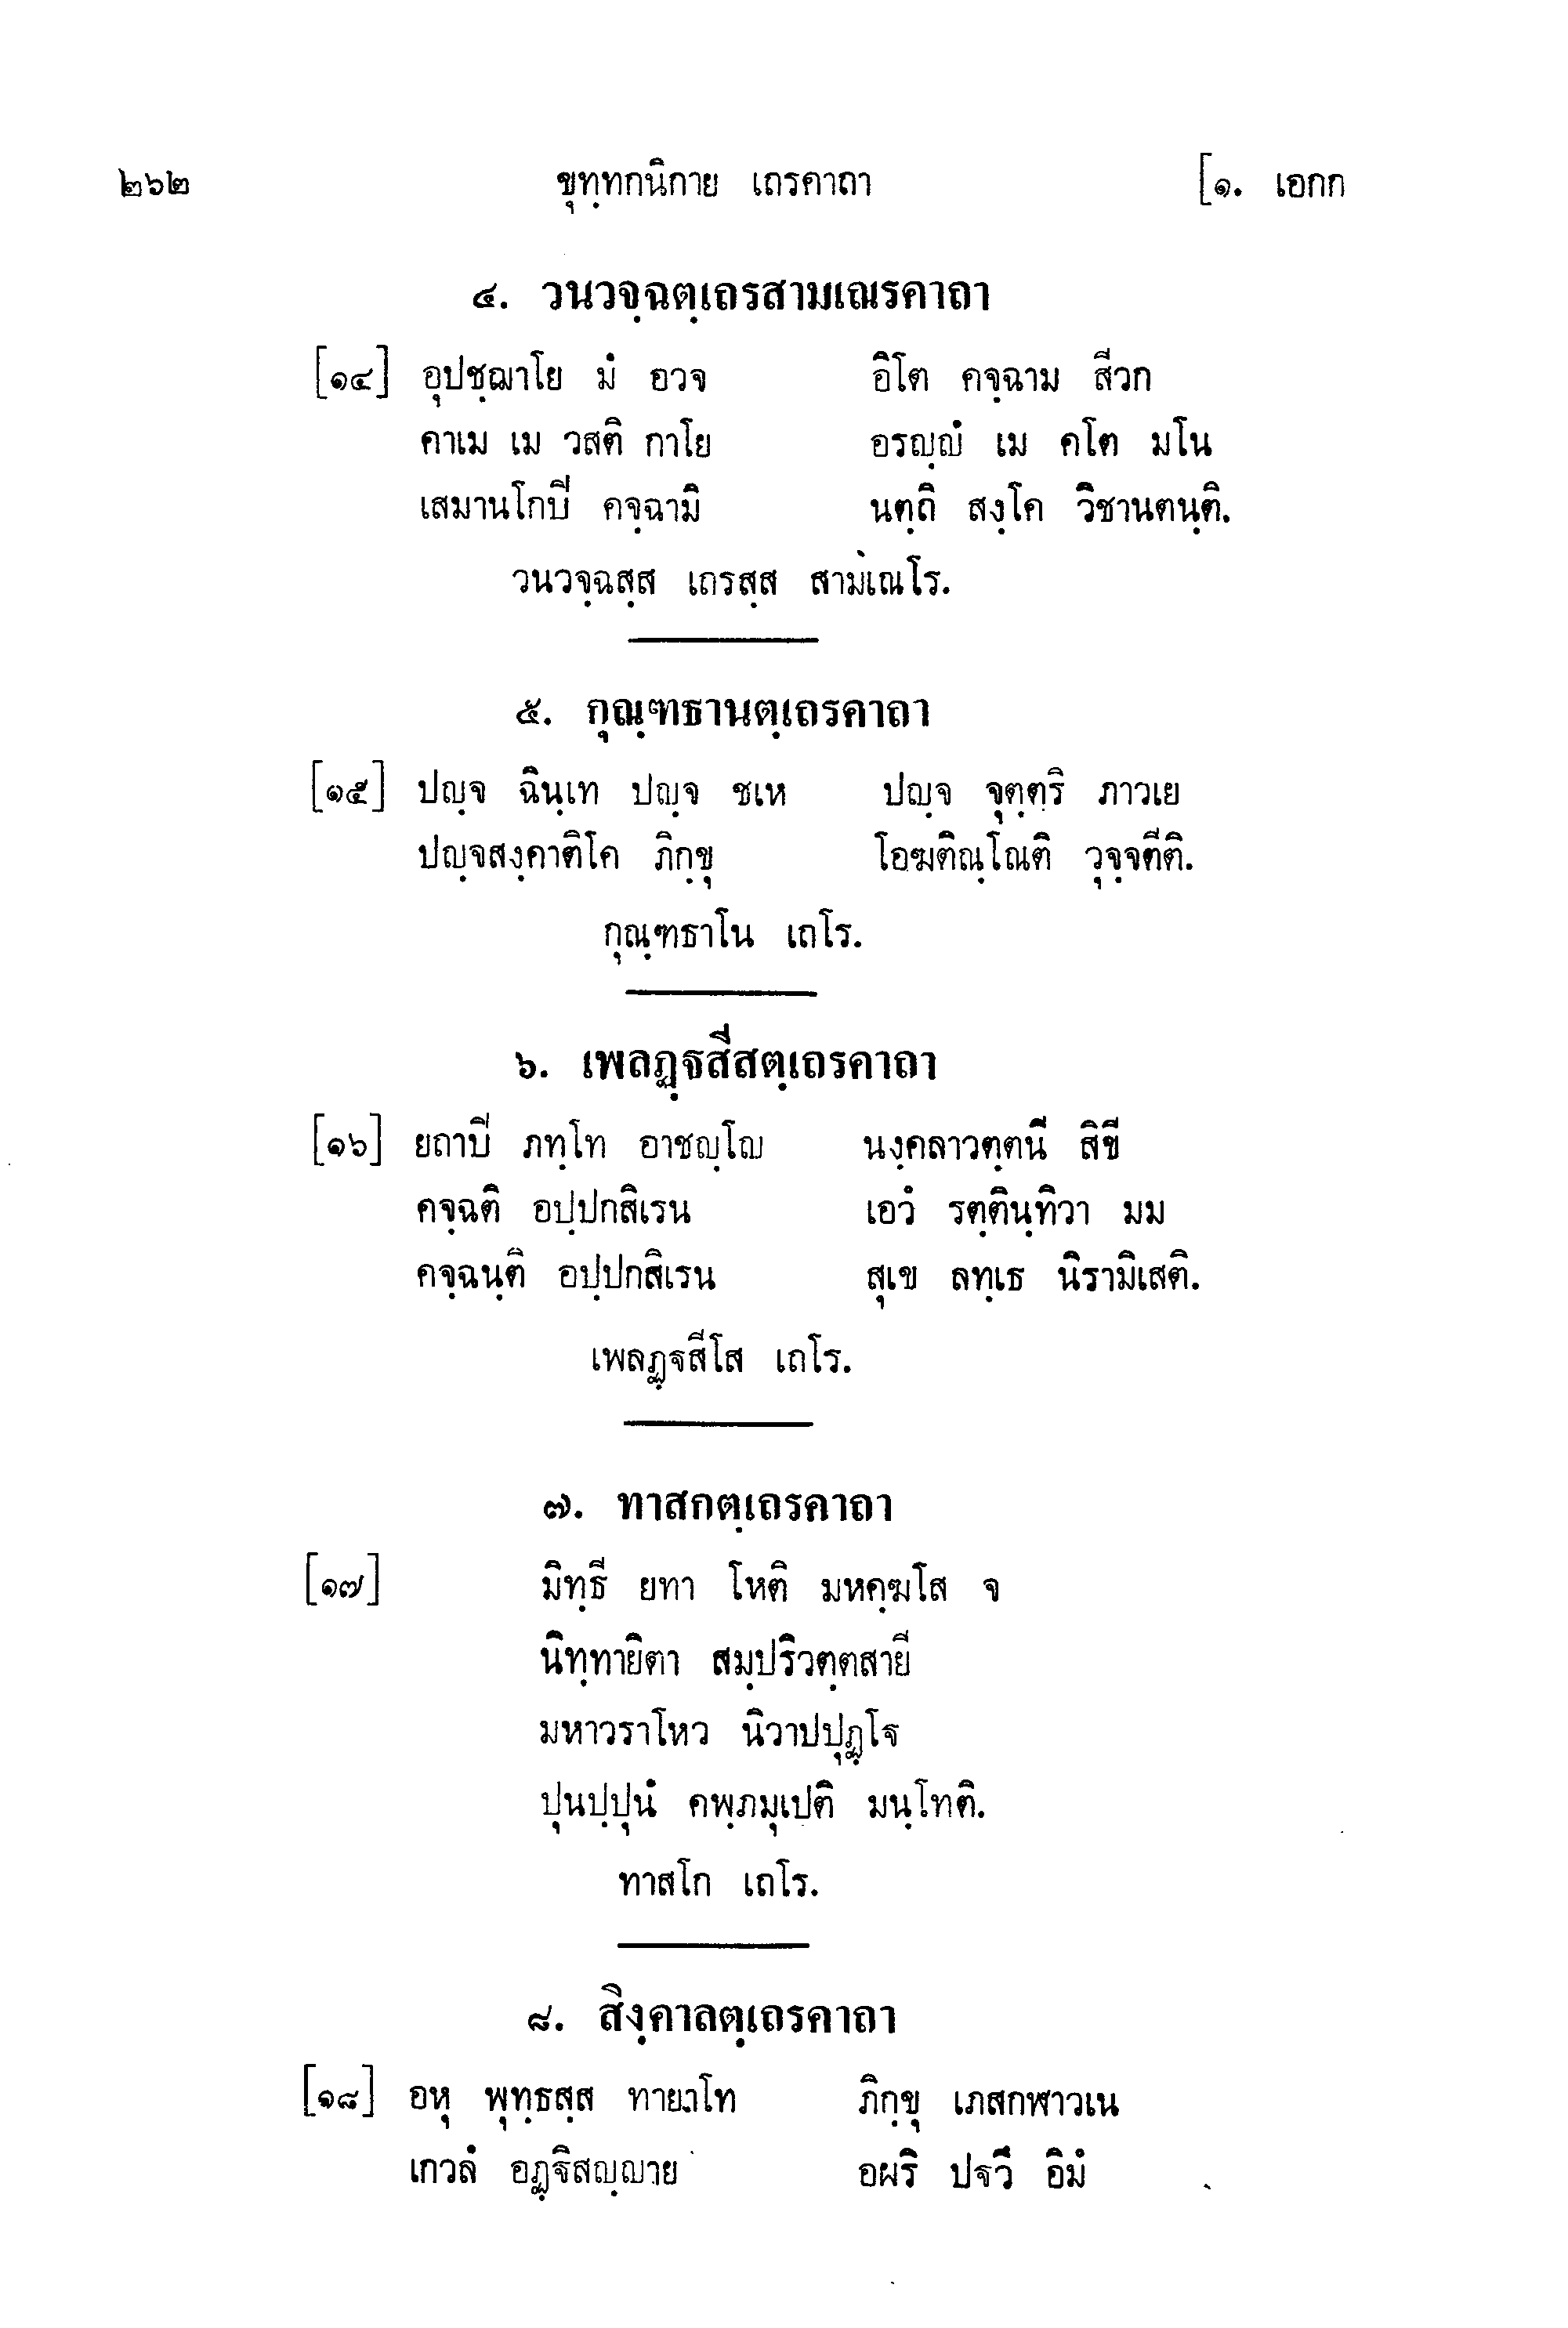 ๒๖๒ ขุทฺทกนิกาย เถรคาถา [๑. เอกก
๔. วนวจฺฉตฺเถรสามเณรคาถา
[๑๔] อุปชฺฌาโย มํ อวจ อิโต คจฺฉาม สีวก
คาเม เม วสติ กาโย อรญฺญํ เม คโต มโน
เสมานโกปี คจฺฉามิ นตฺถิ สงฺโค วิชานตนฺติ.
วนวจฺฉสฺส เถรสฺส สามเณโร.
๕. กุณฺฑธานตฺเถรคาถา
[๑๕] ปญฺจ ฉินฺเท ปญฺจ ชเห ปญฺจ จุตฺตริ ภาวเย
ปญฺจสงฺคาติโค ภิกฺขุ โอฆติณฺโณติ วุจฺจตีติ.
กุณฺฑธาโน เถโร.
๖. เพลฏฺฐสีสตฺเถรคาถา
[๑๖] ยถาปี ภทฺโท อาชญฺโญ นงฺคลาวตฺตนี สิขี
คจฺฉติ อปฺปกสิเรน เอวํ รตฺตินฺทิวา มม
คจฺฉนฺติ อปฺปกสิเรน สุเข ลทฺเธ นิรามิเสติ.
เพลฏฺฐสีโส เถโร.
๗. ทาสกตฺเถรคาถา
[๑๗] มิทฺธี ยทา โหติ มหคฺฆโส จ
นิทฺทายิตา สมฺปริวตฺตสายี
มหาวราโหว นิวาปปุฏฺโฐ
ปุนปฺปุนํ คพฺภมุเปติ มนฺโทติ.
ทาสโก เถโร.
๘. สิงฺคาลตฺเถรคาถา
[๑๘] อหุ พุทฺธสฺส ทายาโท ภิกฺขุ เภสกฬาวเน
เกวลํ อฏฺฐิสญฺญาย อผริ ปฐวึ อิมํ